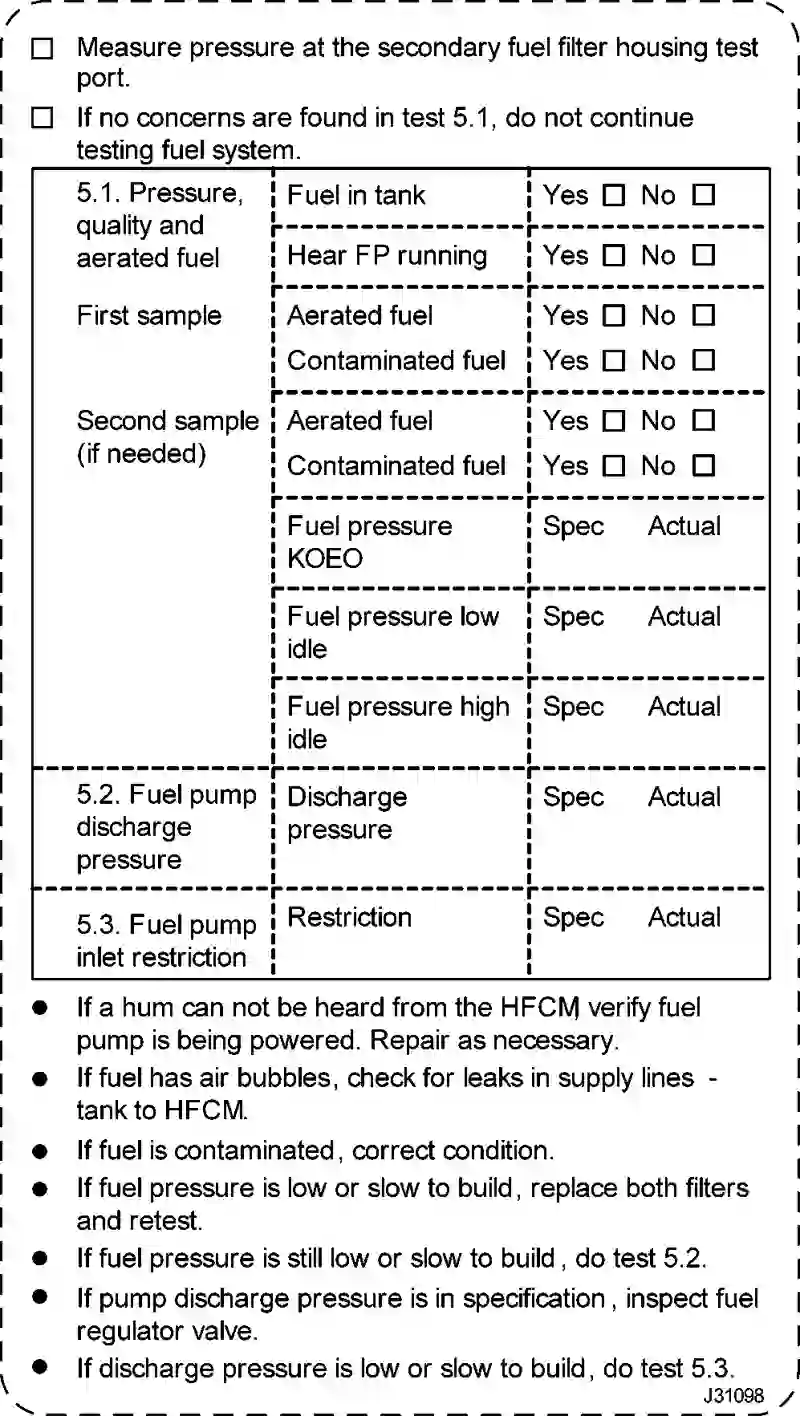 Measure pressure at the secondary fuel filter housing test
port.
If no concerns are found in test 5.1, do not continue
testing fuel system.
5.1. Pressure,
quality and
aerated fuel
Fuel in tank
Yes No
Hear FP running
Yes No
First sample
Aerated fuel
Yes No
Contaminated fuel
Yes No
Second sample
(if needed)
Aerated fuel
Yes No
Contaminated fuel
Yes No
Fuel pressure
KOEO
Spec Actual
Fuel pressure low
idle
Spec Actual
Fuel pressure high
idle
Spec Actual
5.2. Fuel pump
discharge
pressure
Discharge
pressure
Spec Actual
5.3. Fuel pump
inlet restriction
Restriction
Spec Actual
If a hum can not be heard from the HFCM, verify fuel
pump is being powered. Repair as necessary.
If fuel has air bubbles, check for leaks in supply lines -
tank to HFCM.
If fuel is contaminated, correct condition.
If fuel pressure is low or slow to build, replace both filters
and retest.
If fuel pressure is still low or slow to build, do test 5.2.
If pump discharge pressure is in specification, inspect fuel
regulator valve.
If discharge pressure is low or slow to build, do test 5.3.
J31098